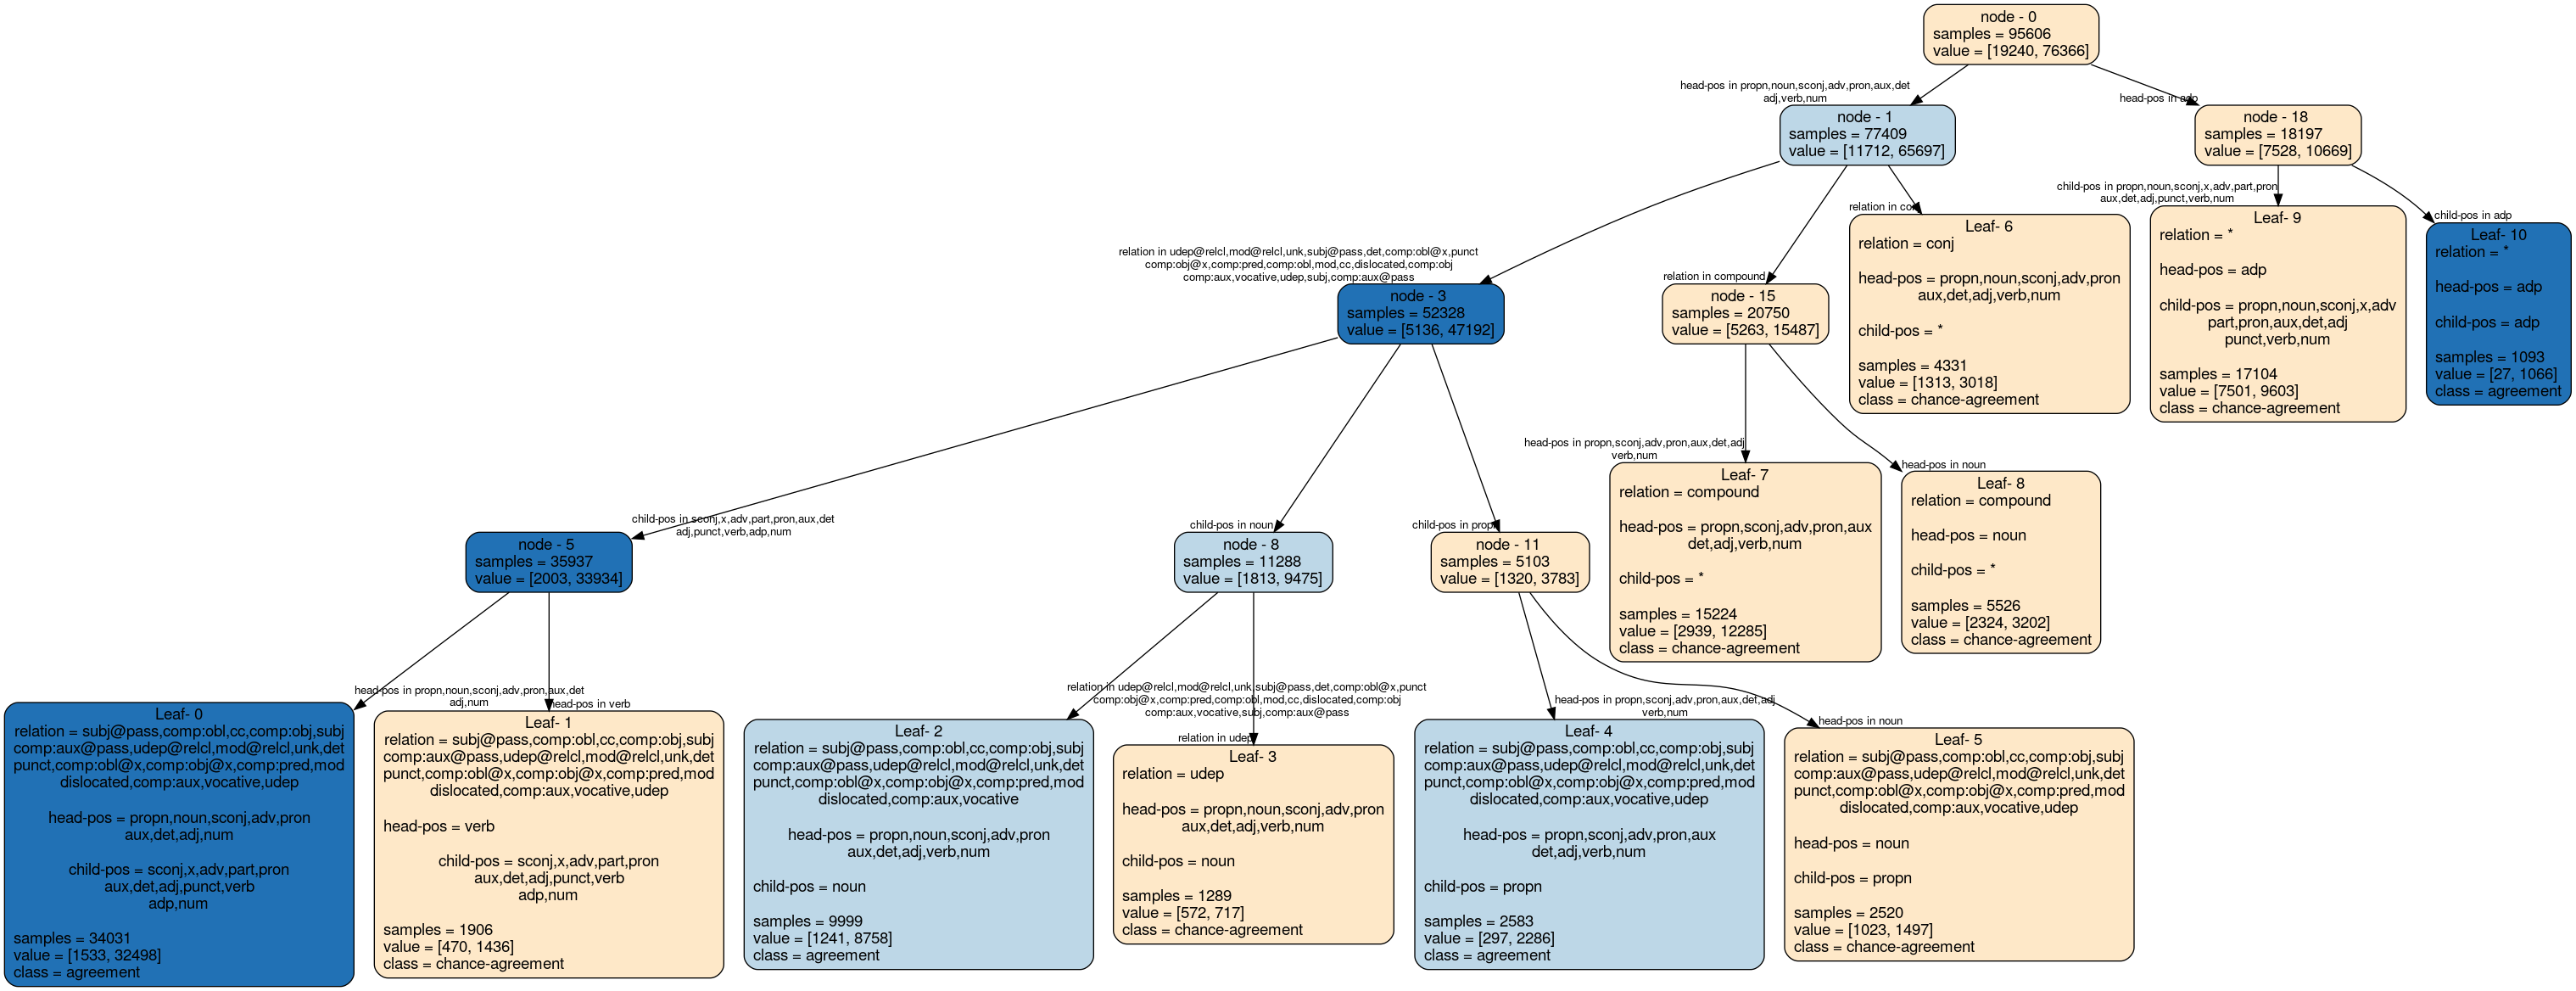 node - 0
samples = 95606
value = [19240, 76366]
head-pos in propn,noun,sconj,adv,pron,aux,det
adj,verb,num
head-pos in adp
node - 1
samples = 77409
value = [11712, 65697]
node - 18
samples = 18197
value = [7528, 10669]
relation in udep@relcl,mod@relcl,unk,subj@pass,det,comp:obl@x,punct
comp:obj@x,comp:pred,comp:obl,mod,cc,dislocated,comp:obj
comp:aux,vocative,udep,subj,comp:aux@pass
relation in compound
relation in conj
child-pos in propn,noun,sconj,x,adv,part,pron
aux,det,adj,punct,verb,num
child-pos in adp
node - 3
samples = 52328
value = [5136, 47192]
node - 15
samples = 20750
value = [5263, 15487]
Leaf- 6
relation = conj
head-pos = propn,noun,sconj,adv,pron
aux,det,adj,verb,num
child-pos = *
samples = 4331
value = [1313, 3018]
class = chance-agreement
Leaf- 9
relation = *
head-pos = adp
child-pos = propn,noun,sconj,x,adv
part,pron,aux,det,adj
punct,verb,num
samples = 17104
value = [7501, 9603]
class = chance-agreement
Leaf- 10
relation = *
head-pos = adp
child-pos = adp
samples = 1093
value = [27, 1066]
class = agreement
child-pos in sconj,x,adv,part,pron,aux,det
adj,punct,verb,adp,num
child-pos in noun
child-pos in propn
head-pos in propn,sconj,adv,pron,aux,det,adj
verb,num
head-pos in noun
node - 5
samples = 35937
value = [2003, 33934]
node - 8
samples = 11288
value = [1813, 9475]
node - 11
samples = 5103
value = [1320, 3783]
Leaf- 7
relation = compound
head-pos = propn,sconj,adv,pron,aux
det,adj,verb,num
child-pos = *
samples = 15224
value = [2939, 12285]
class = chance-agreement
Leaf- 8
relation = compound
head-pos = noun
child-pos = *
samples = 5526
value = [2324, 3202]
class = chance-agreement
head-pos in propn,noun,sconj,adv,pron,aux,det
adj,num
head-pos in verb
relation in udep@relcl,mod@relcl,unk,subj@pass,det,comp:obl@x,punct
comp:obj@x,comp:pred,comp:obl,mod,cc,dislocated,comp:obj
comp:aux,vocative,subj,comp:aux@pass
relation in udep
head-pos in propn,sconj,adv,pron,aux,det,adj
verb,num
head-pos in noun
Leaf- 0
relation = subj@pass,comp:obl,cc,comp:obj,subj
comp:aux@pass,udep@relcl,mod@relcl,unk,det
punct,comp:obl@x,comp:obj@x,comp:pred,mod
dislocated,comp:aux,vocative,udep
head-pos = propn,noun,sconj,adv,pron
aux,det,adj,num
child-pos = sconj,x,adv,part,pron
aux,det,adj,punct,verb
adp,num
samples = 34031
value = [1533, 32498]
class = agreement
Leaf- 1
relation = subj@pass,comp:obl,cc,comp:obj,subj
comp:aux@pass,udep@relcl,mod@relcl,unk,det
punct,comp:obl@x,comp:obj@x,comp:pred,mod
dislocated,comp:aux,vocative,udep
head-pos = verb
child-pos = sconj,x,adv,part,pron
aux,det,adj,punct,verb
adp,num
samples = 1906
value = [470, 1436]
class = chance-agreement
Leaf- 2
relation = subj@pass,comp:obl,cc,comp:obj,subj
comp:aux@pass,udep@relcl,mod@relcl,unk,det
punct,comp:obl@x,comp:obj@x,comp:pred,mod
dislocated,comp:aux,vocative
head-pos = propn,noun,sconj,adv,pron
aux,det,adj,verb,num
child-pos = noun
samples = 9999
value = [1241, 8758]
class = agreement
Leaf- 3
relation = udep
head-pos = propn,noun,sconj,adv,pron
aux,det,adj,verb,num
child-pos = noun
samples = 1289
value = [572, 717]
class = chance-agreement
Leaf- 4
relation = subj@pass,comp:obl,cc,comp:obj,subj
comp:aux@pass,udep@relcl,mod@relcl,unk,det
punct,comp:obl@x,comp:obj@x,comp:pred,mod
dislocated,comp:aux,vocative,udep
head-pos = propn,sconj,adv,pron,aux
det,adj,verb,num
child-pos = propn
samples = 2583
value = [297, 2286]
class = agreement
Leaf- 5
relation = subj@pass,comp:obl,cc,comp:obj,subj
comp:aux@pass,udep@relcl,mod@relcl,unk,det
punct,comp:obl@x,comp:obj@x,comp:pred,mod
dislocated,comp:aux,vocative,udep
head-pos = noun
child-pos = propn
samples = 2520
value = [1023, 1497]
class = chance-agreement